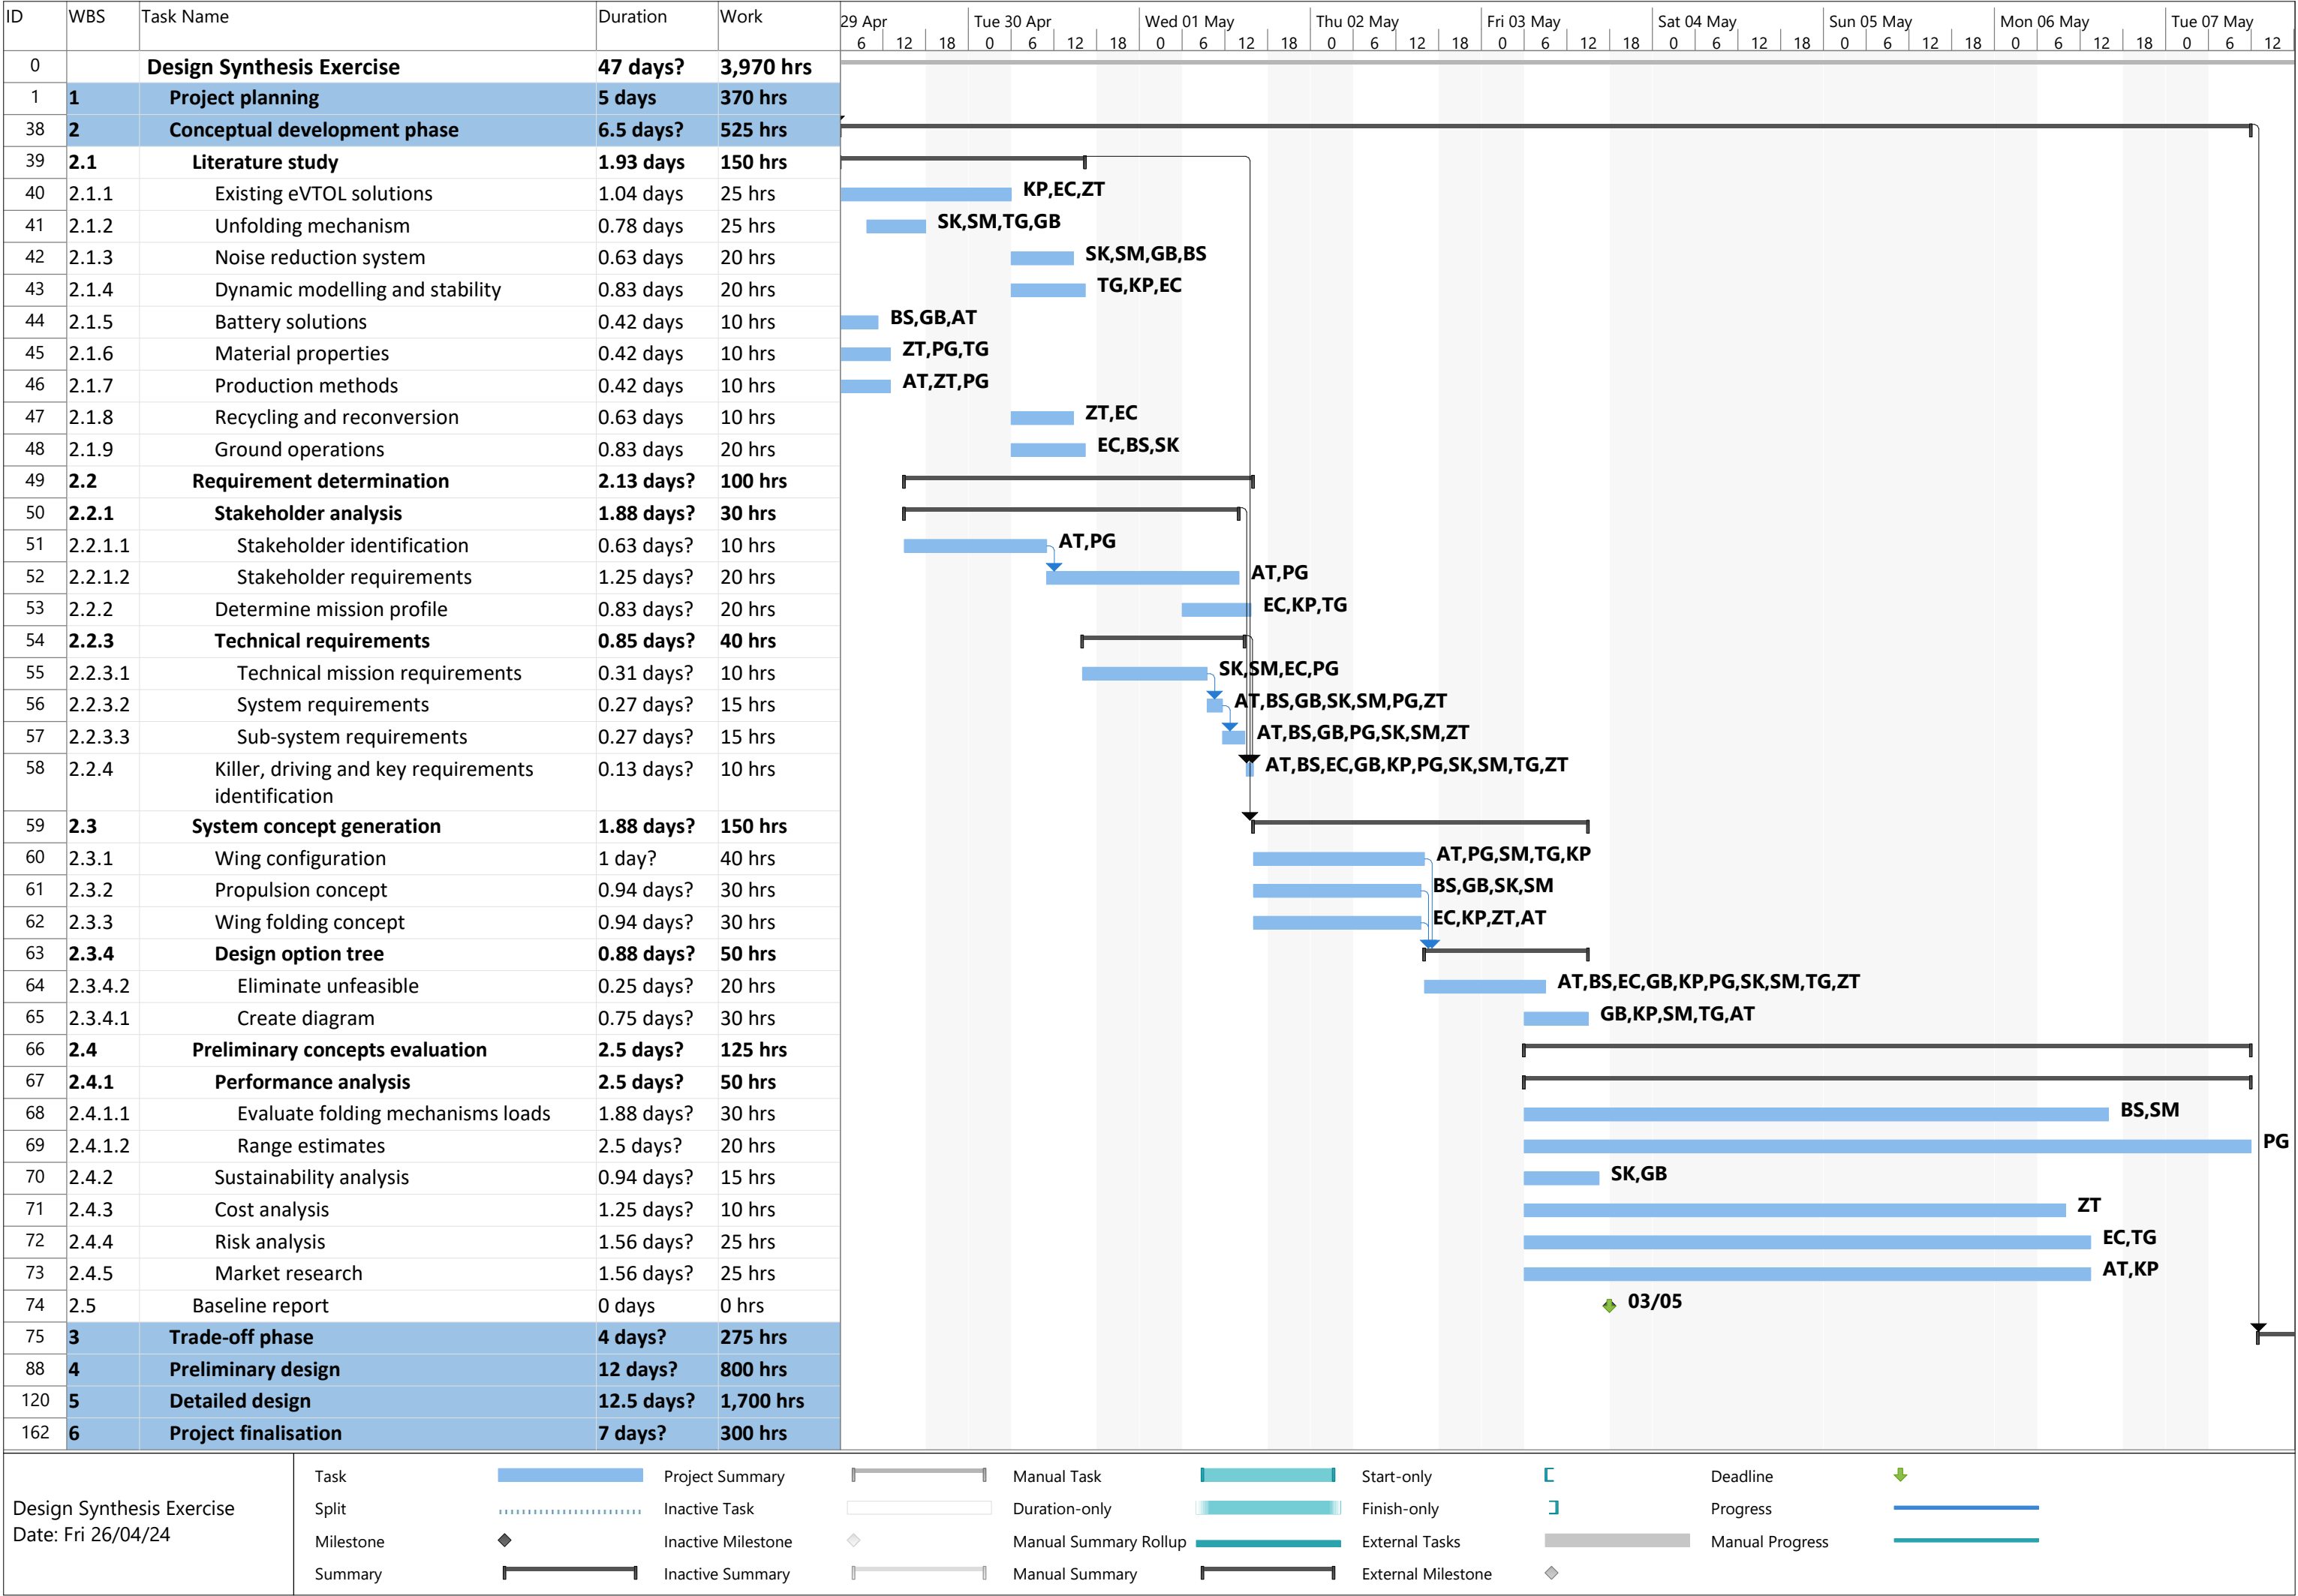 ID WBS Task Name Duration Work 29 Apr Tue 30 Apr Wed 01 May Thu 02 May Fri 03 May Sat 04 May Sun 05 May Mon 06 May Tue 07 May
6 12 18 0 6 12 18 0 6 12 18 0 6 12 18 0 6 12 18 0 6 12 18 0 6 12 18 0 6 12 18 0 6 12
0 Design Synthesis Exercise 47 days? 3,970 hrs
1 1 Project planning 5 days 370 hrs
38 2 Conceptual development phase 6.5 days? 525 hrs
39 2.1 Literature study 1.93 days 150 hrs
40 2.1.1 Existing eVTOL solutions 1.04 days 25 hrs KP,EC,ZT
41 2.1.2 Unfolding mechanism 0.78 days 25 hrs SK,SM,TG,GB
42 2.1.3 Noise reduction system 0.63 days 20 hrs SK,SM,GB,BS
43 2.1.4 Dynamic modelling and stability 0.83 days 20 hrs TG,KP,EC
44 2.1.5 Battery solutions 0.42 days 10 hrs BS,GB,AT
45 2.1.6 Material properties 0.42 days 10 hrs ZT,PG,TG
46 2.1.7 Production methods 0.42 days 10 hrs AT,ZT,PG
47 2.1.8 Recycling and reconversion 0.63 days 10 hrs ZT,EC
48 2.1.9 Ground operations 0.83 days 20 hrs EC,BS,SK
49 2.2 Requirement determination 2.13 days? 100 hrs
50 2.2.1 Stakeholder analysis 1.88 days? 30 hrs
51 2.2.1.1 Stakeholder identification 0.63 days? 10 hrs AT,PG
52 2.2.1.2 Stakeholder requirements 1.25 days? 20 hrs AT,PG
53 2.2.2 Determine mission profile 0.83 days? 20 hrs EC,KP,TG
54 2.2.3 Technical requirements 0.85 days? 40 hrs
55 2.2.3.1 Technical mission requirements 0.31 days? 10 hrs SK,SM,EC,PG
56 2.2.3.2 System requirements 0.27 days? 15 hrs AT,BS,GB,SK,SM,PG,ZT
57 2.2.3.3 Sub-system requirements 0.27 days? 15 hrs AT,BS,GB,PG,SK,SM,ZT
58 2.2.4 Killer, driving and key requirements 0.13 days? 10 hrs AT,BS,EC,GB,KP,PG,SK,SM,TG,ZT
identification
59 2.3 System concept generation 1.88 days? 150 hrs
60 2.3.1 Wing configuration 1 day? 40 hrs AT,PG,SM,TG,KP
61 2.3.2 Propulsion concept 0.94 days? 30 hrs BS,GB,SK,SM
62 2.3.3 Wing folding concept 0.94 days? 30 hrs EC,KP,ZT,AT
63 2.3.4 Design option tree 0.88 days? 50 hrs
64 2.3.4.2 Eliminate unfeasible 0.25 days? 20 hrs AT,BS,EC,GB,KP,PG,SK,SM,TG,ZT
65 2.3.4.1 Create diagram 0.75 days? 30 hrs GB,KP,SM,TG,AT
66 2.4 Preliminary concepts evaluation 2.5 days? 125 hrs
67 2.4.1 Performance analysis 2.5 days? 50 hrs
68 2.4.1.1 Evaluate folding mechanisms loads 1.88 days? 30 hrs BS,SM
69 2.4.1.2 Range estimates 2.5 days? 20 hrs PG
70 2.4.2 Sustainability analysis 0.94 days? 15 hrs SK,GB
71 2.4.3 Cost analysis 1.25 days? 10 hrs ZT
72 2.4.4 Risk analysis 1.56 days? 25 hrs EC,TG
73 2.4.5 Market research 1.56 days? 25 hrs AT,KP
74 2.5 Baseline report 0 days 0 hrs 03/05
75 3 Trade-off phase 4 days? 275 hrs
88 4 Preliminary design 12 days? 800 hrs
120 5 Detailed design 12.5 days? 1,700 hrs
162 6 Project finalisation 7 days? 300 hrs
Design Synthesis Exercise
Date: Fri 26/04/24
Task Project Summary Manual Task Start-only Deadline
Split Inactive Task Duration-only Finish-only Progress
Milestone Inactive Milestone Manual Summary Rollup External Tasks Manual Progress
Summary Inactive Summary Manual Summary External Milestone